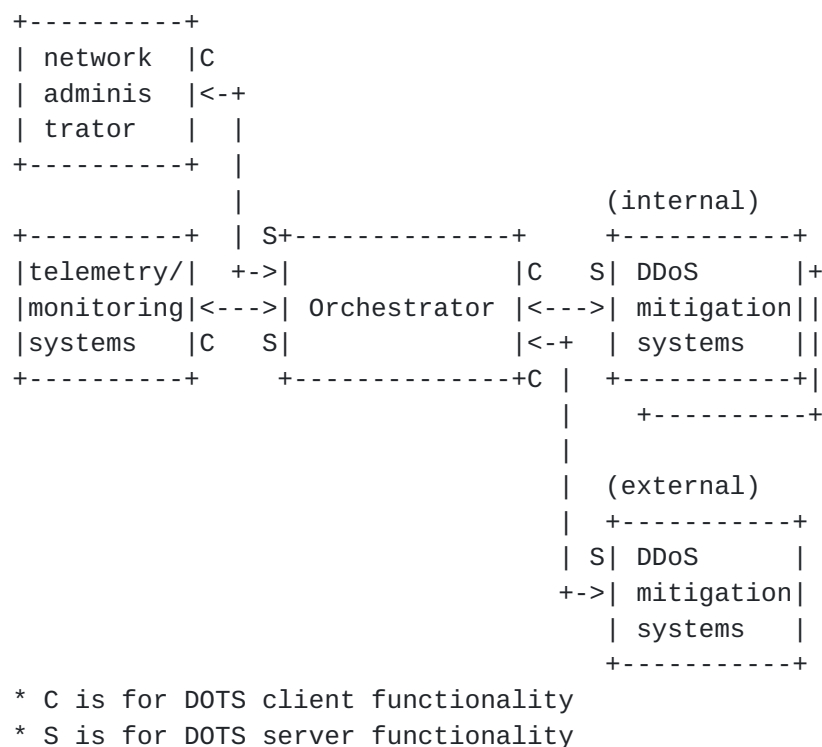 +----------+
| network  |C
| adminis  |<-+
| trator   |  |
+----------+  |
              |                       (internal)
+----------+  | S+--------------+     +-----------+
|telemetry/|  +->|              |C   S| DDoS      |+
|monitoring|<--->| Orchestrator |<--->| mitigation||
|systems   |C   S|              |<-+  | systems   ||
+----------+     +--------------+C |  +-----------+|
                                   |    +----------+
                                   |
                                   |  (external)
                                   |  +-----------+
                                   | S| DDoS      |
                                   +->| mitigation|
                                      | systems   |
                                      +-----------+
* C is for DOTS client functionality
* S is for DOTS server functionality